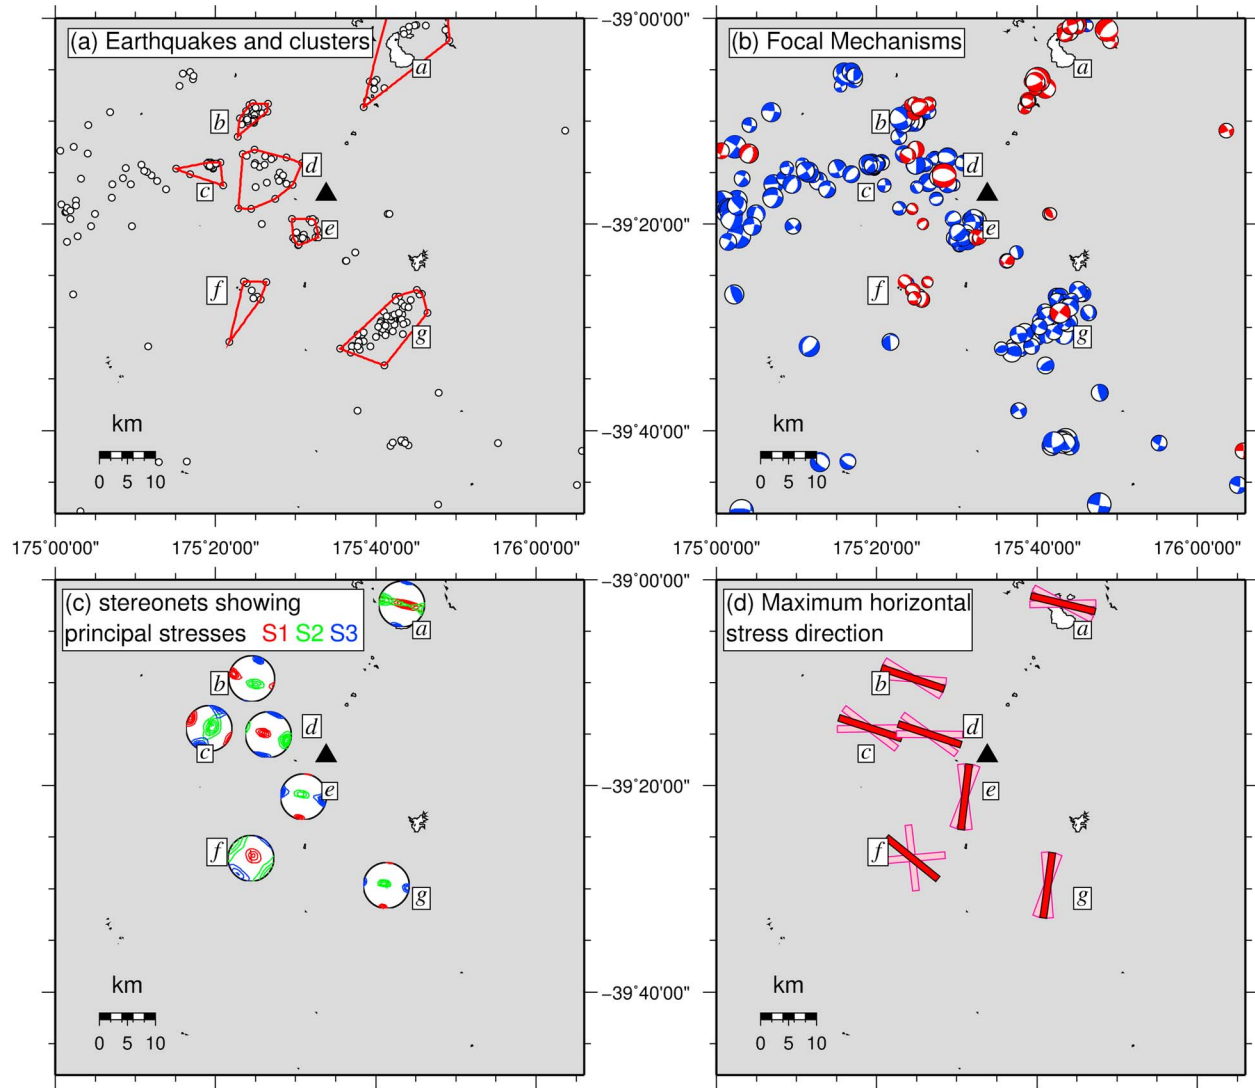 (a) Earthquakes and clusters
a
b
c
d
e
f
g
km
0 5 10
−39˚00'00"
−39˚20'00"
−39˚40'00"
(b) Focal Mechanisms
a
b
c
d
e
f
g
km
0 5 10
175˚00'00" 175˚20'00" 175˚40'00" 176˚00'00" 175˚00'00" 175˚20'00" 175˚40'00" 176˚00'00"
(c) stereonets showing
principal stresses S1 S2 S3
a
b
c
d
e
f
g
km
0 5 10
−39˚00'00"
−39˚20'00"
−39˚40'00"
(d) Maximum horizontal
stress direction
a
b
c
d
e
f
g
km
0 5 10